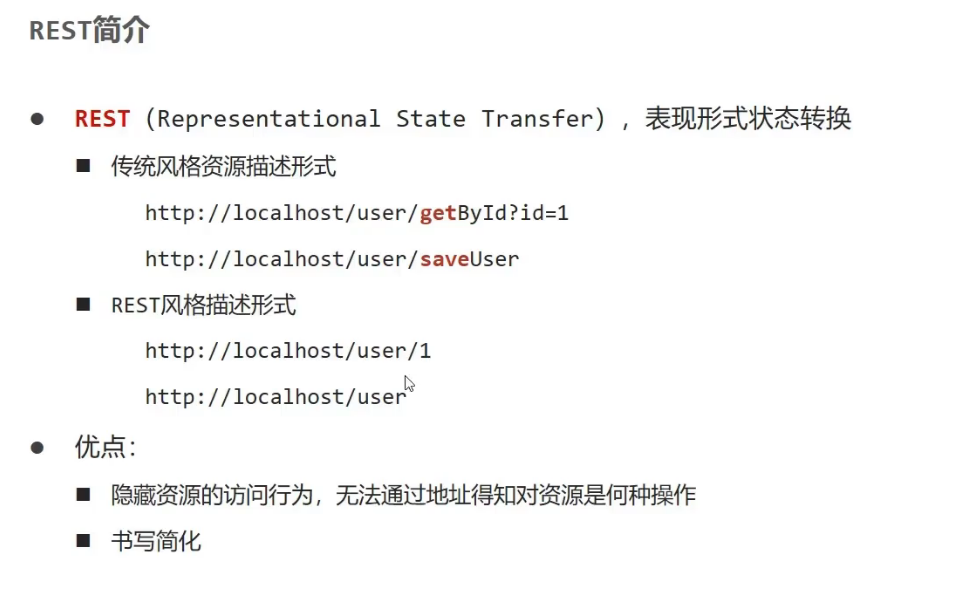 REST简介
REST（Representational State Transfer），表现形式状态转换
传统风格资源描述形式
http://localhost/user/getById?id=1
http://localhost/user/saveUser
REST风格描述形式
http://localhost/user/1
http://localhost/user
优点：
隐藏资源的访问行为，无法通过地址得知对资源是何种操作
书写简化